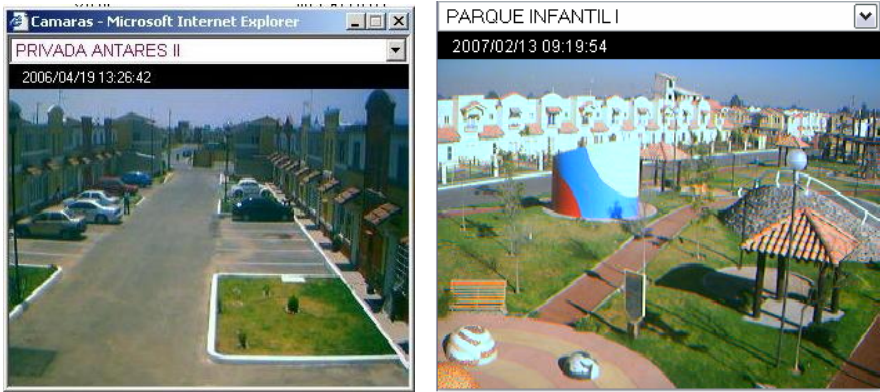 Camaras - Microsoft Internet Explorer
PRIVADA ANTARES II
2006/04/19 13:26:42
PARQUE INFANTIL I
2007/02/13 09:19:54